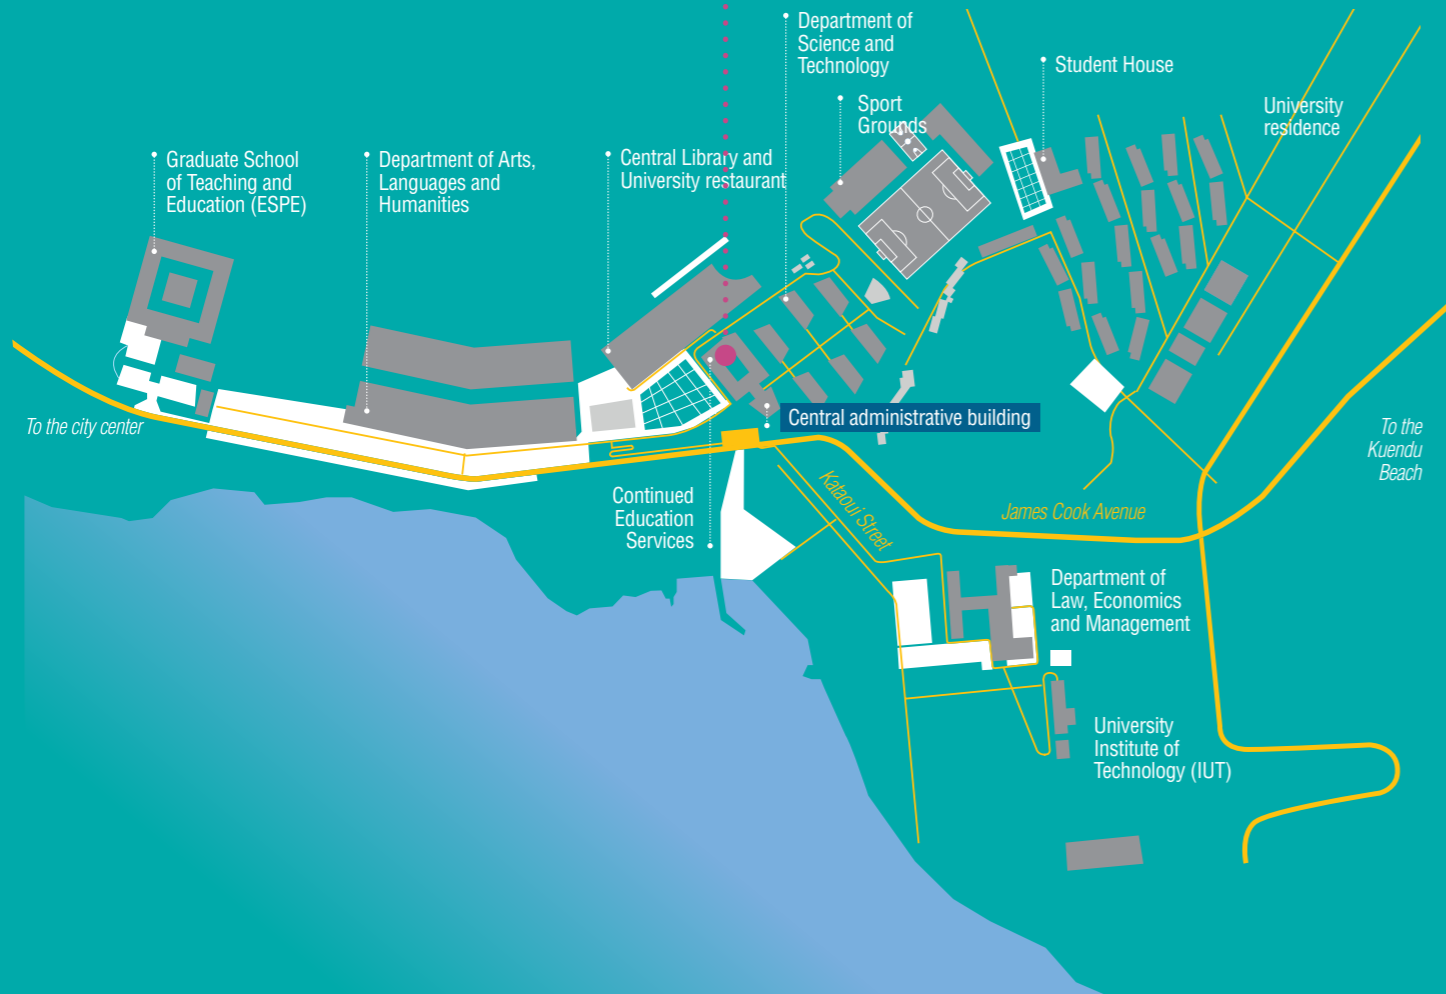 Department of
Science and
Technology
Student House
Sport
Grounds
University
residence
Graduate School
of Teaching and
Education (ESPE)
Department of Arts,
Languages and
Humanities
Central Library and
University restaurant
To the city center
Central administrative building
To the
Kuendu
Beach
Continued
Education
Services
Kataoui Street
James Cook Avenue
Department of
Law, Economics
and Management
University
Institute of
Technology (IUT)